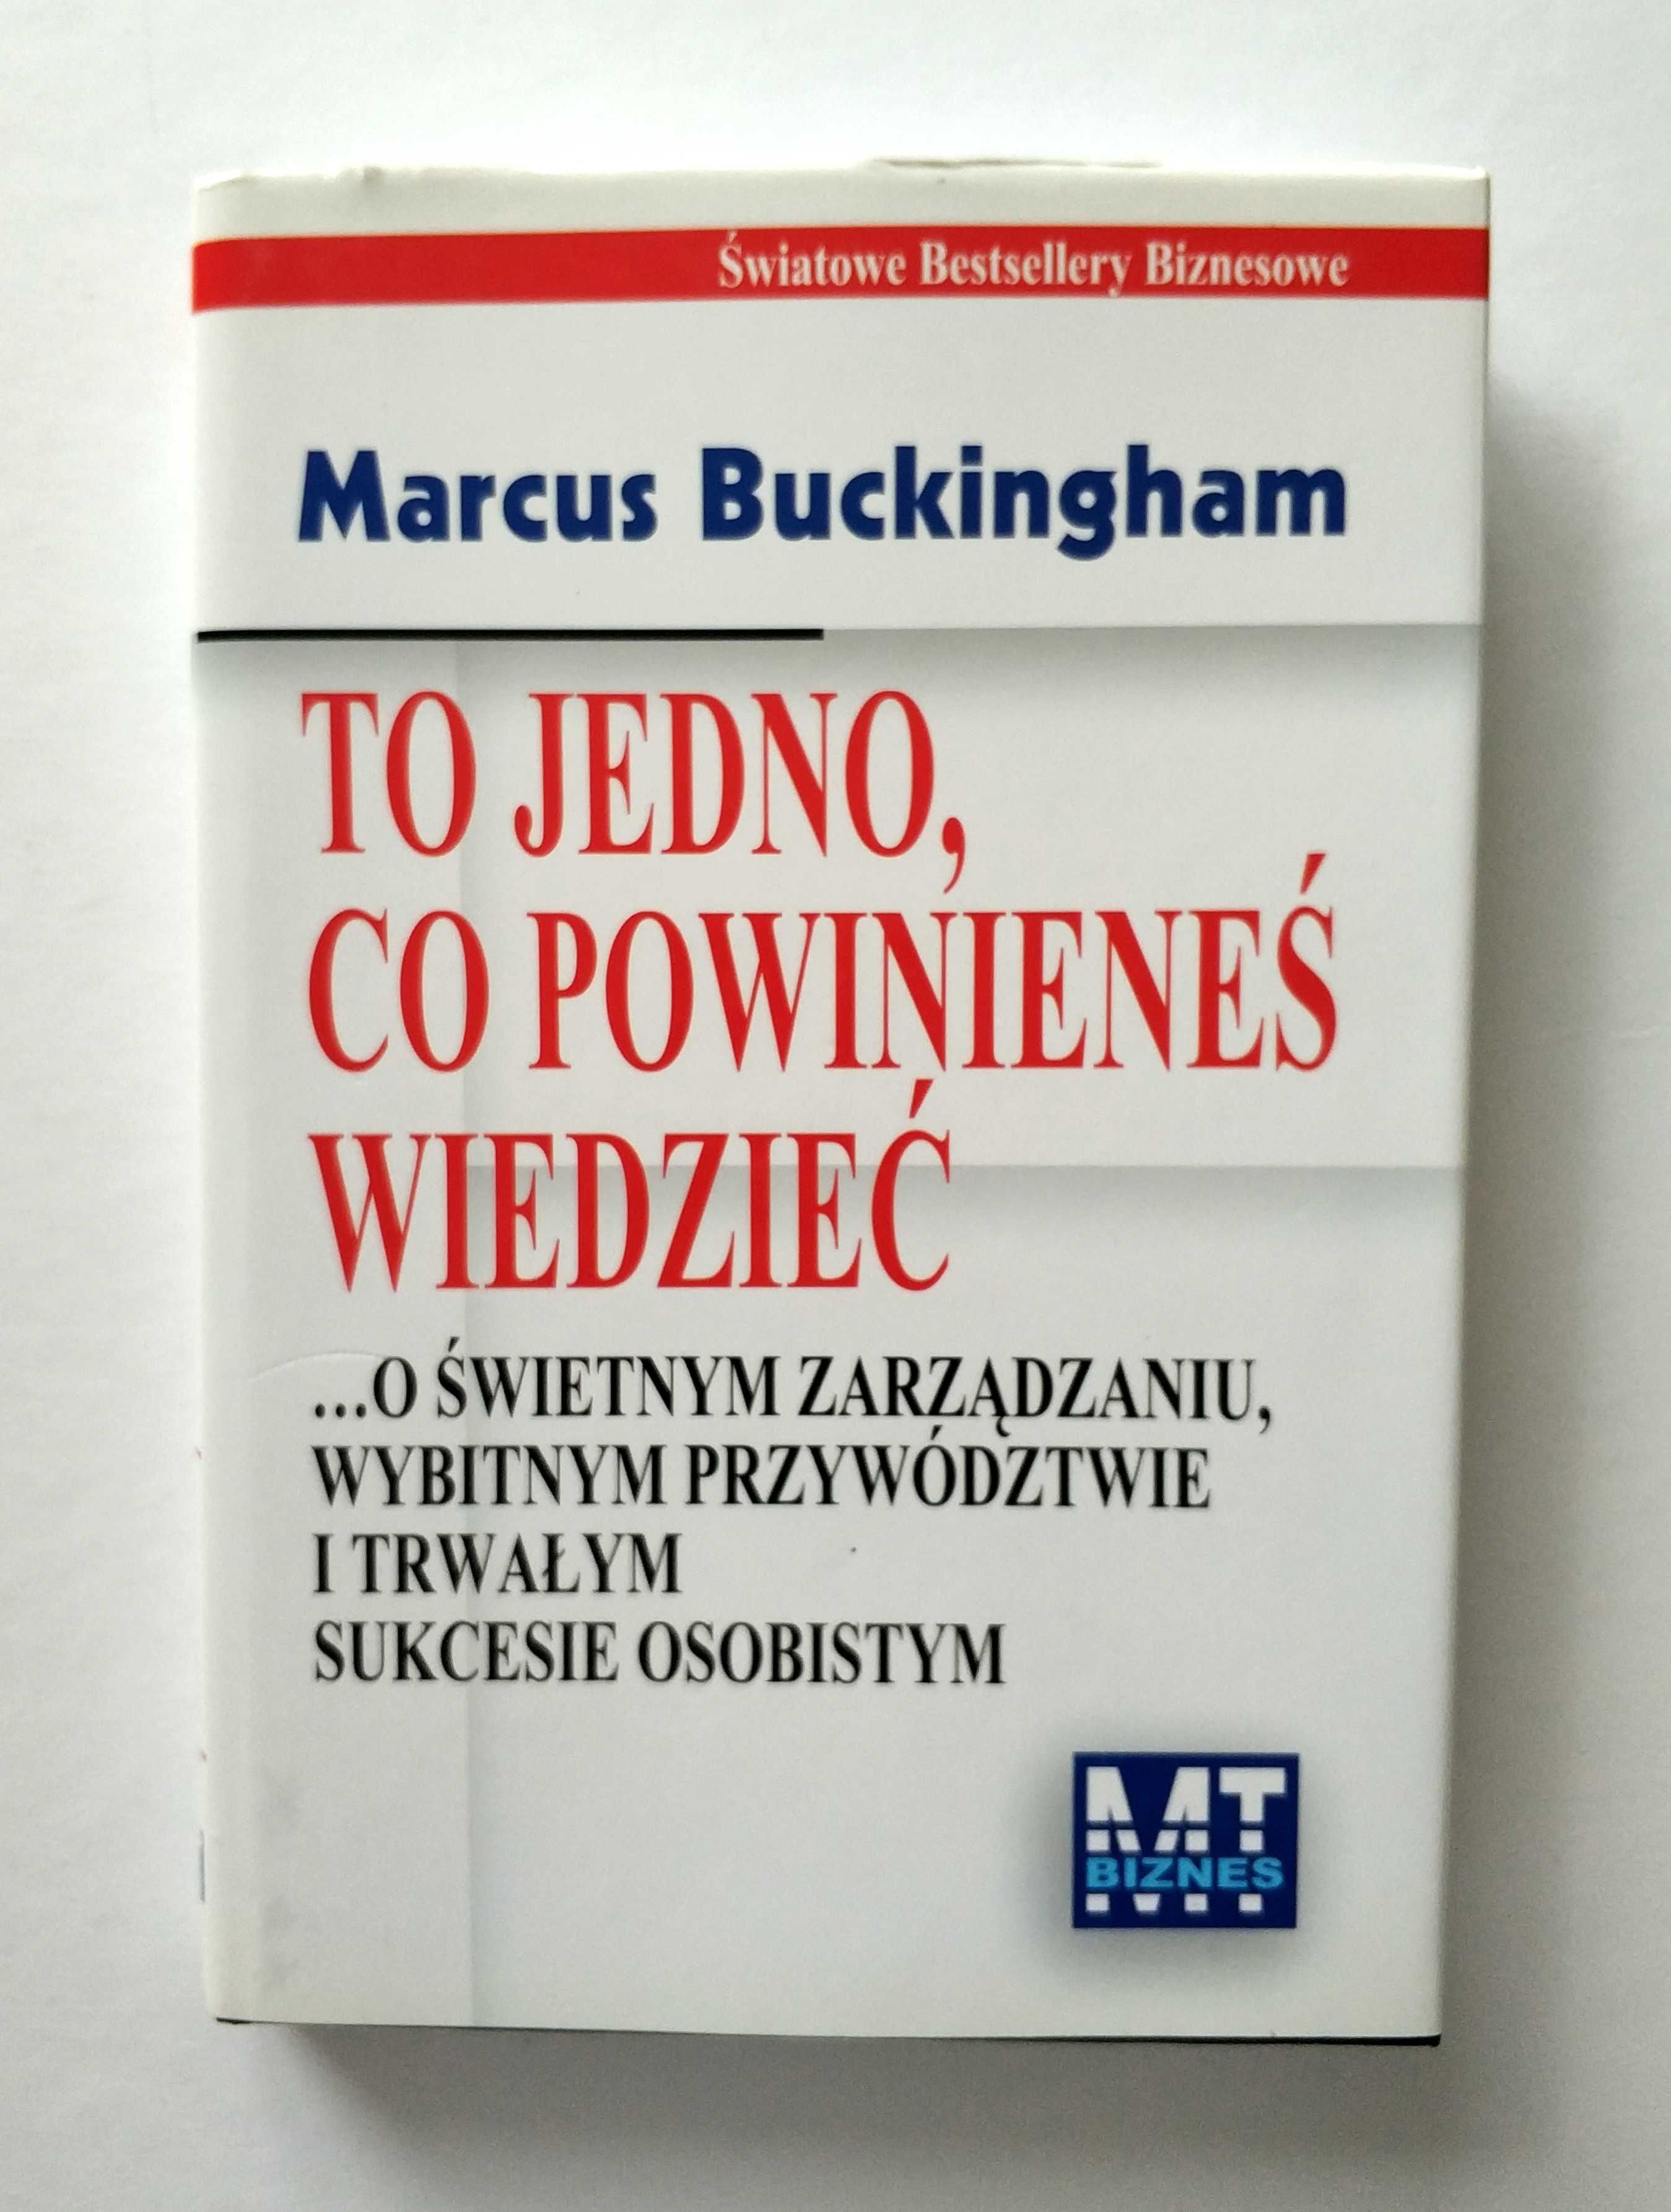 Światowe Bestsellery Biznesowe
Marcus Buckingham
TO JEDNO,
CO POWINIENEŚ
WIEDZIEĆ
...O ŚWIETNYM ZARZĄDZANIU,
WYBITNYM PRZYWÓDZTWIE
I TRWAŁYM
SUKCESIE OSOBISTYM
MT
BIZNES